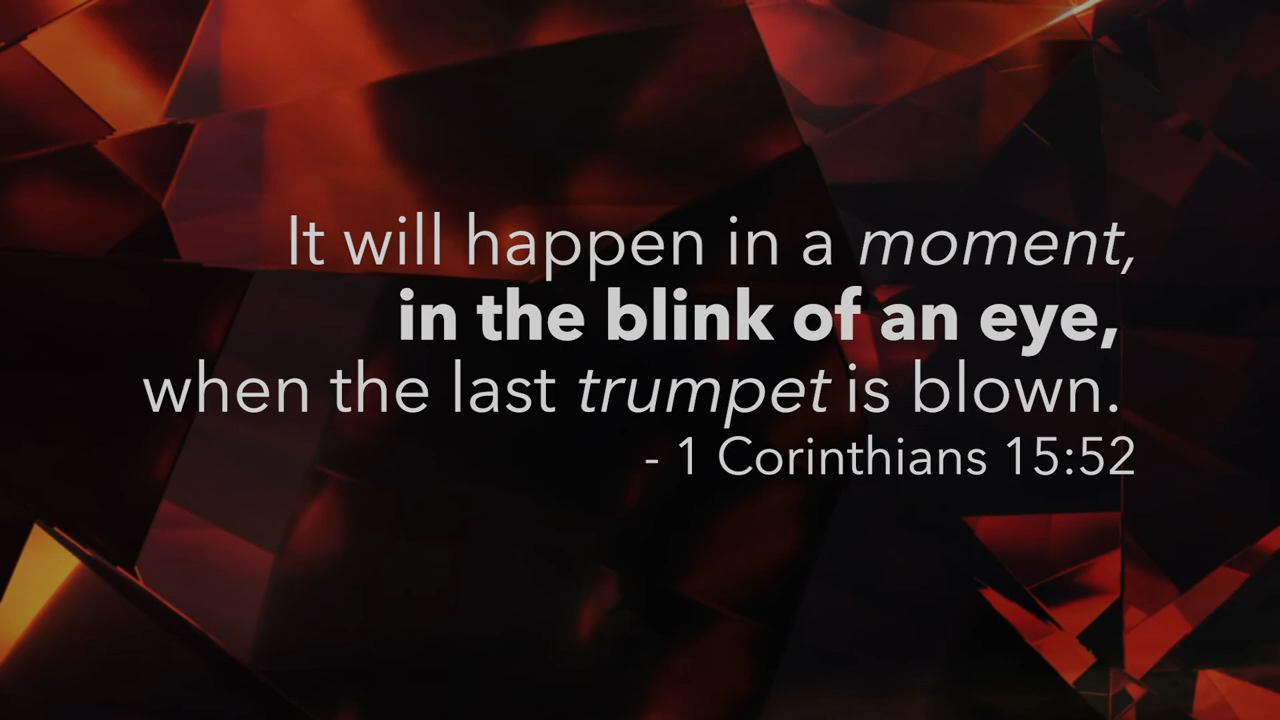 It will happen in a moment,
in the blink of an eye,
when the last trumpet is blown.
- 1 Corinthians 15:52